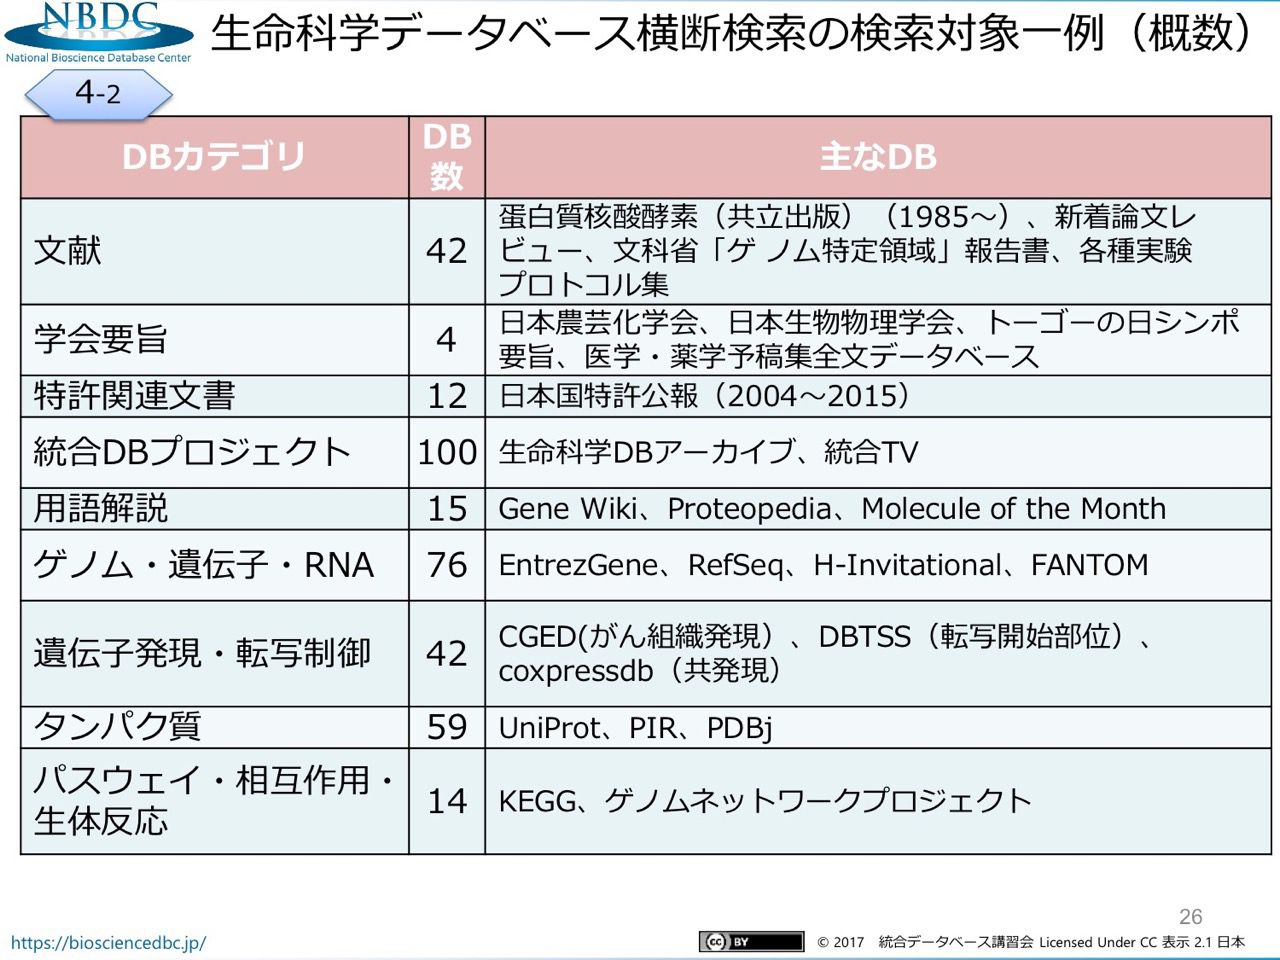 NBDC
National Bioscience Database Center
生命科学データベース横断検索の検索対象一例（概数）
4-2
DBカテゴリ
DB
数
主なDB
文献
42
蛋白質核酸酵素（共立出版）（1985～）、新着論文レ
ビュー、文科省「ゲ ノム特定領域」報告書、各種実験
プロトコル集
学会要旨
4
日本農芸化学会、日本生物物理学会、トーゴーの日シンポ
要旨、医学・薬学予稿集全文データベース
特許関連文書
12
日本国特許公報（2004～2015）
統合DBプロジェクト
100
生命科学DBアーカイブ、統合TV
用語解説
15
Gene Wiki、Proteopedia、Molecule of the Month
ゲノム・遺伝子・RNA
76
EntrezGene、RefSeq、H-Invitational、FANTOM
遺伝子発現・転写制御
42
CGED(がん組織発現）、DBTSS（転写開始部位）、
coxpressdb（共発現）
タンパク質
59
UniProt、PIR、PDBj
パスウェイ・相互作用・
生体反応
14
KEGG、ゲノムネットワークプロジェクト
26
https://biosciencedbc.jp/
cc BY
© 2017 統合データベース講習会 Licensed Under CC 表示 2.1 日本